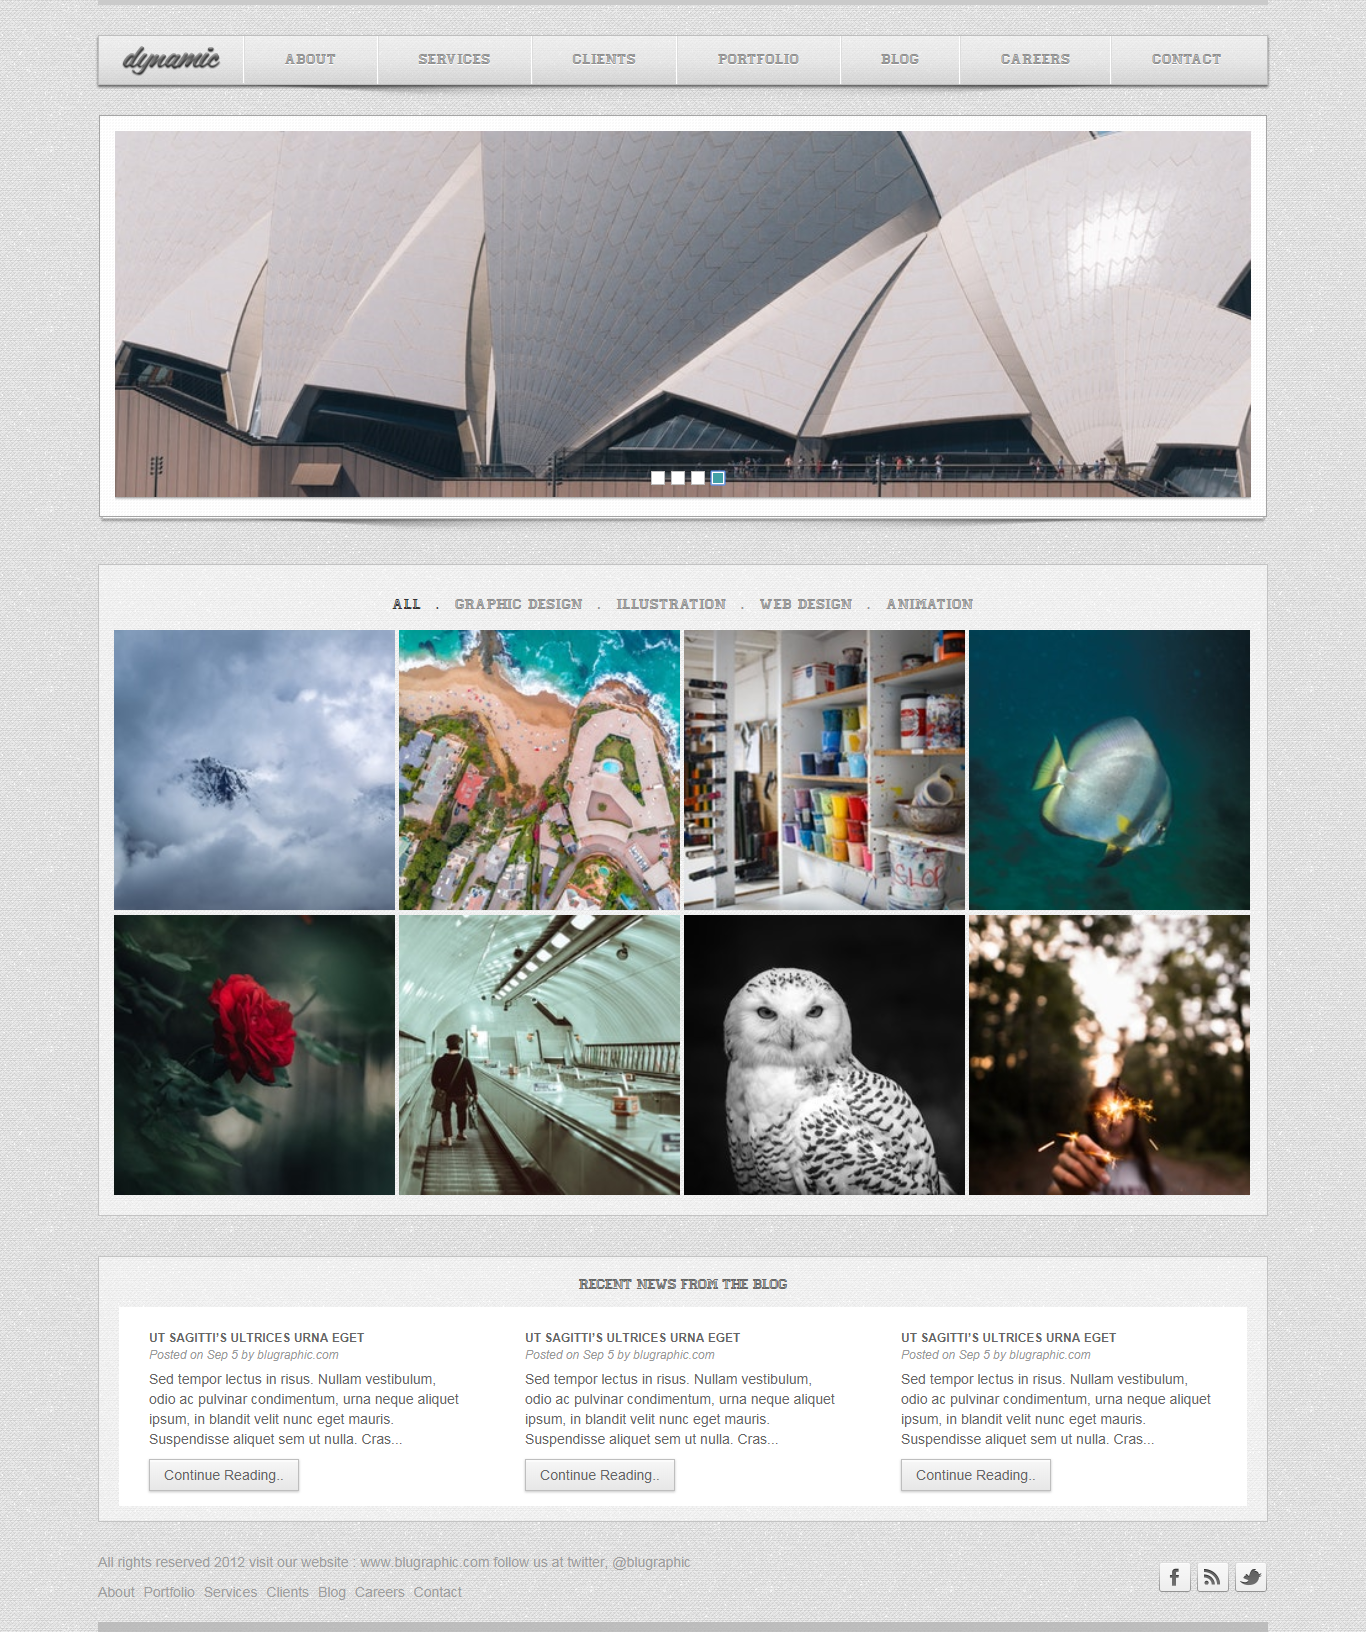 dynamic ABOUT SERVICES CLIENTS PORTFOLIO BLOG CAREERS CONTACT
ALL . GRAPHIC DESIGN . ILLUSTRATION . WEB DESIGN . ANIMATION
SLOP
RECENT NEWS FROM THE BLOG
UT SAGITTI'S ULTRICES URNA EGET
Posted on Sep 5 by blugraphic.com
Sed tempor lectus in risus. Nullam vestibulum,
odio ac pulvinar condimentum, urna neque aliquet
ipsum, in blandit velit nunc eget mauris.
Suspendisse aliquet sem ut nulla. Cras...
Continue Reading..
UT SAGITTI'S ULTRICES URNA EGET
Posted on Sep 5 by blugraphic.com
Sed tempor lectus in risus. Nullam vestibulum,
odio ac pulvinar condimentum, urna neque aliquet
ipsum, in blandit velit nunc eget mauris.
Suspendisse aliquet sem ut nulla. Cras...
Continue Reading..
UT SAGITTI'S ULTRICES URNA EGET
Posted on Sep 5 by blugraphic.com
Sed tempor lectus in risus. Nullam vestibulum,
odio ac pulvinar condimentum, urna neque aliquet
ipsum, in blandit velit nunc eget mauris.
Suspendisse aliquet sem ut nulla. Cras...
Continue Reading..
All rights reserved 2012 visit our website : www.blugraphic.com follow us at twitter, @blugraphic
About Portfolio Services Clients Blog Careers Contact